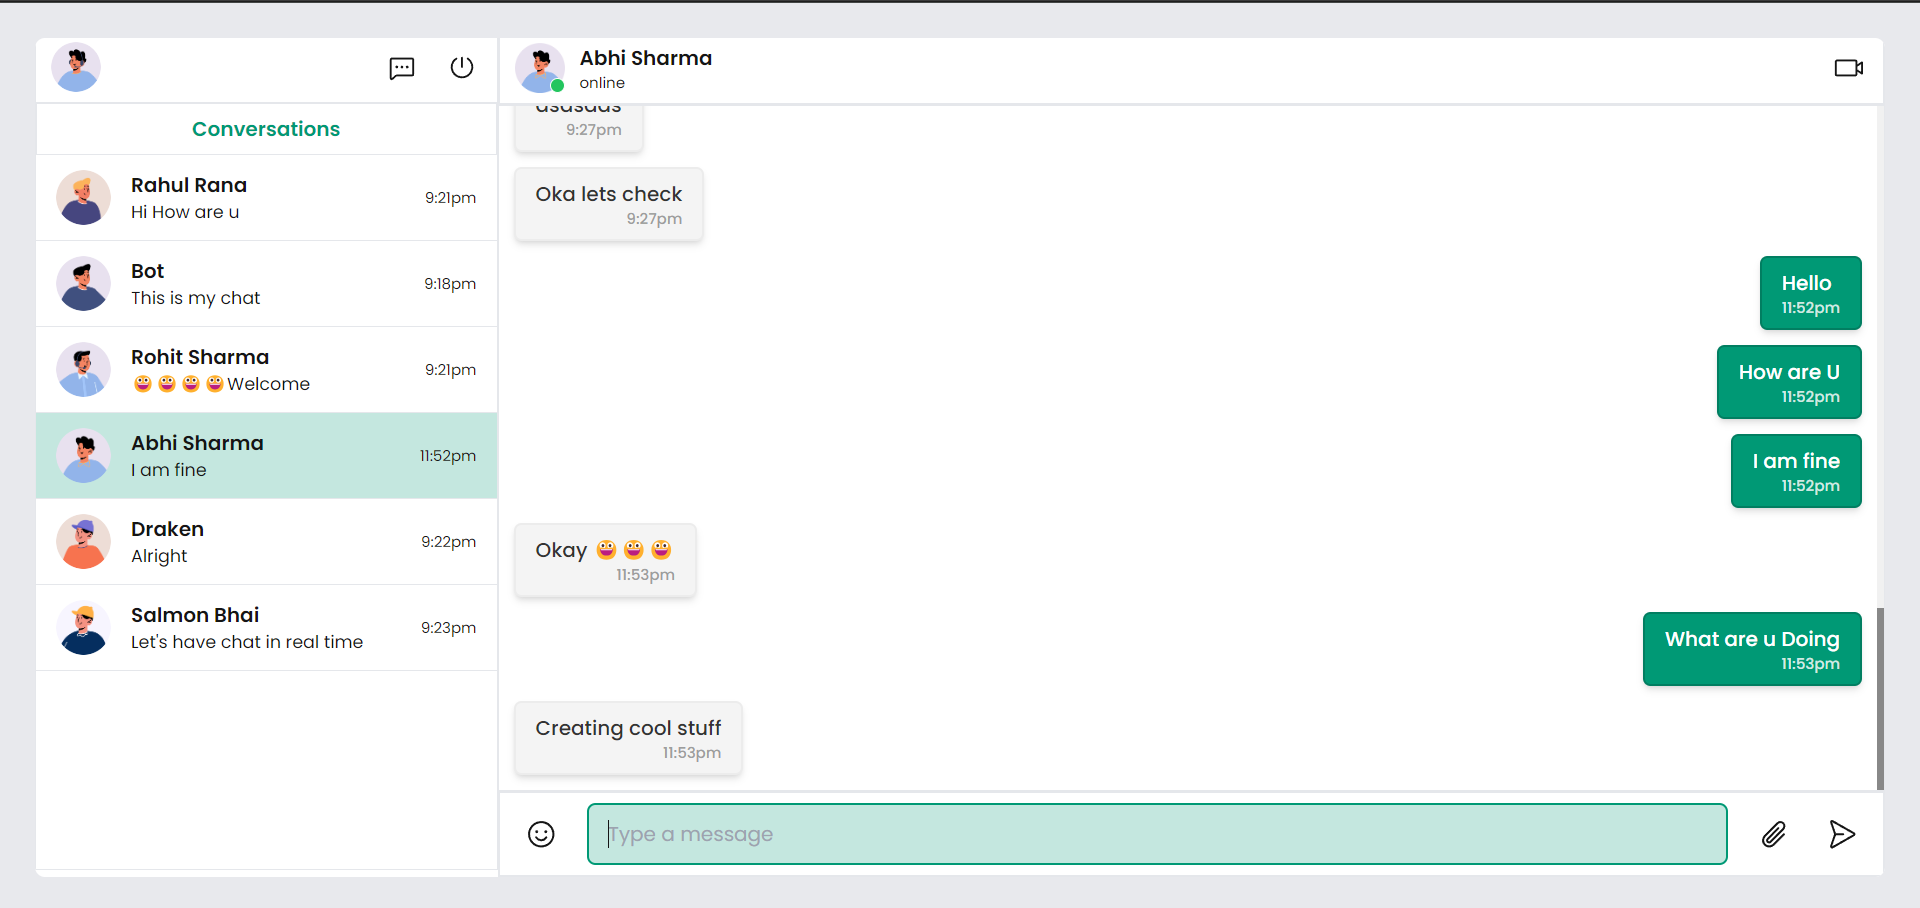 Conversations
Rahul Rana
Hi How are u
9:21pm
Bot
This is my chat
9:18pm
Rohit Sharma
😀😀😀😀Welcome
9:21pm
Abhi Sharma
I am fine
11:52pm
Draken
Alright
9:22pm
Salmon Bhai
Let's have chat in real time
9:23pm
Abhi Sharma
online
9:27pm
Oka lets check
9:27pm
Hello
11:52pm
How are U
11:52pm
I am fine
11:52pm
Okay 😀😀😀
11:53pm
What are u Doing
11:53pm
Creating cool stuff
11:53pm
Type a message